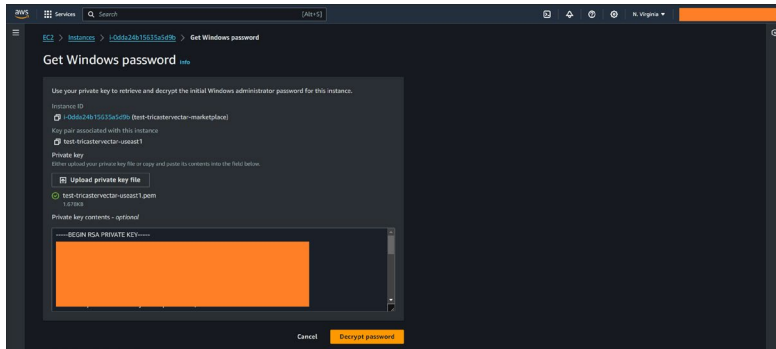 aws
Services
Search
[Alt+S]
N. Virginia
EC2 > Instances > i-0dda24b15635a5d9b > Get Windows password
Get Windows password Info
Use your private key to retrieve and decrypt the initial Windows administrator password for this instance.
Instance ID
i-0dda24b15635a5d9b (test-tricastervectar-marketplace)
Key pair associated with this instance
test-tricastervectar-useast1
Private key
Either upload your private key file or copy and paste its contents into the field below.
Upload private key file
test-tricastervectar-useast1.pem
1.678KB
Private key contents - optional
-----BEGIN RSA PRIVATE KEY-----
Cancel
Decrypt password